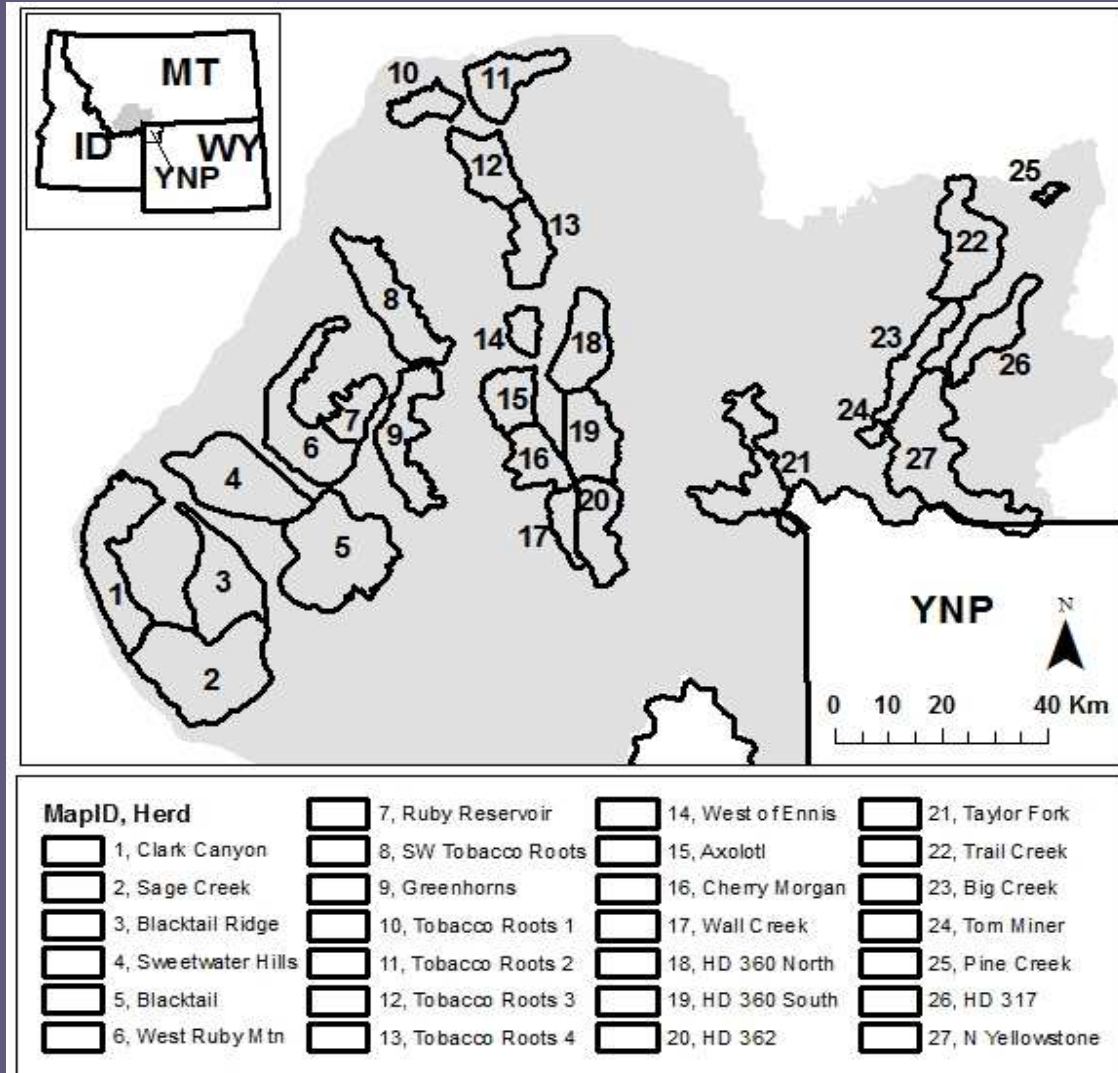 MT
ID
WY
YNP
10
11
12
13
25
22
8
14
18
23
26
7
15
9
6
19
24
4
16
27
21
20
17
5
3
1
2
YNP
N
0 10 20 40 Km
MapID, Herd
1, Clark Canyon
2, Sage Creek
3, Blacktail Ridge
4, Sweetwater Hills
5, Blacktail
6, West Ruby Mtn
7, Ruby Reservoir
8, SW Tobacco Roots
9, Greenhorns
10, Tobacco Roots 1
11, Tobacco Roots 2
12, Tobacco Roots 3
13, Tobacco Roots 4
14, West of Ennis
15, Axolotl
16, Cherry Morgan
17, Wall Creek
18, HD 360 North
19, HD 360 South
20, HD 362
21, Taylor Fork
22, Trail Creek
23, Big Creek
24, Tom Miner
25, Pine Creek
26, HD 317
27, N Yellowstone